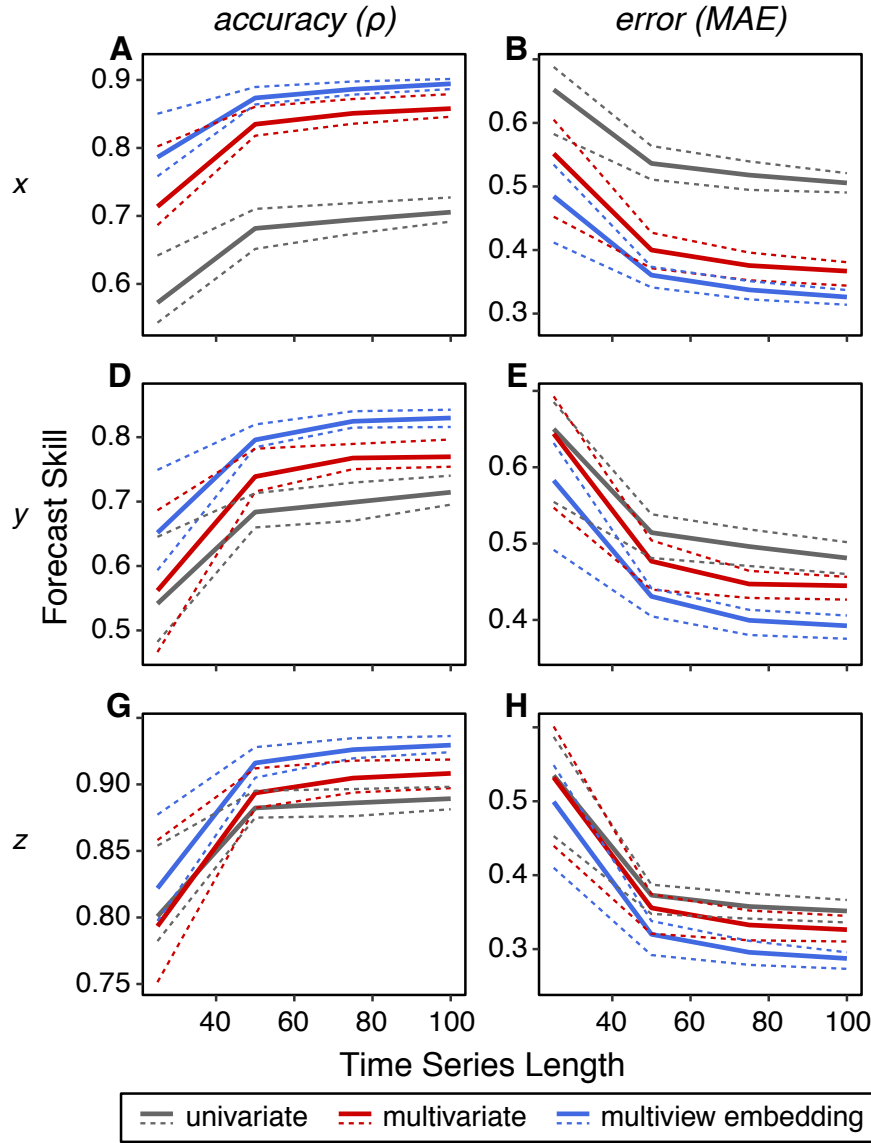 accuracy (ρ)
error (MAE)
A
B
x
0.9
0.8
0.7
0.6
0.6
0.5
0.4
0.3
D
E
y
Forecast Skill
0.8
0.7
0.6
0.5
0.6
0.5
0.4
G
H
z
0.90
0.85
0.80
0.75
0.5
0.4
0.3
40 60 80 100
40 60 80 100
Time Series Length
univariate multivariate multiview embedding